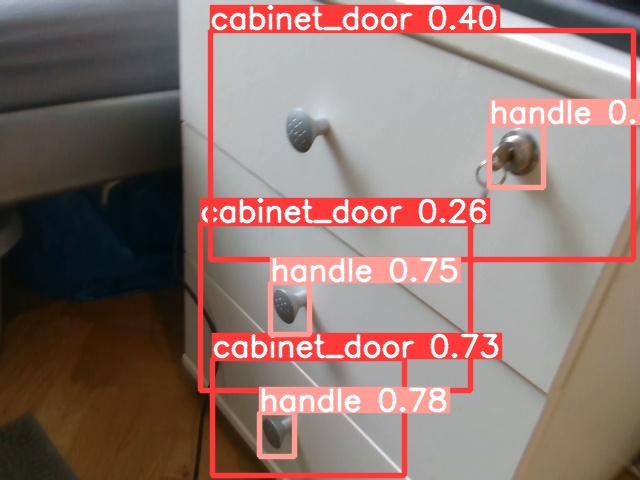 cabinet_door 0.40
handle 0.
cabinet_door 0.26
handle 0.75
cabinet_door 0.73
handle 0.78